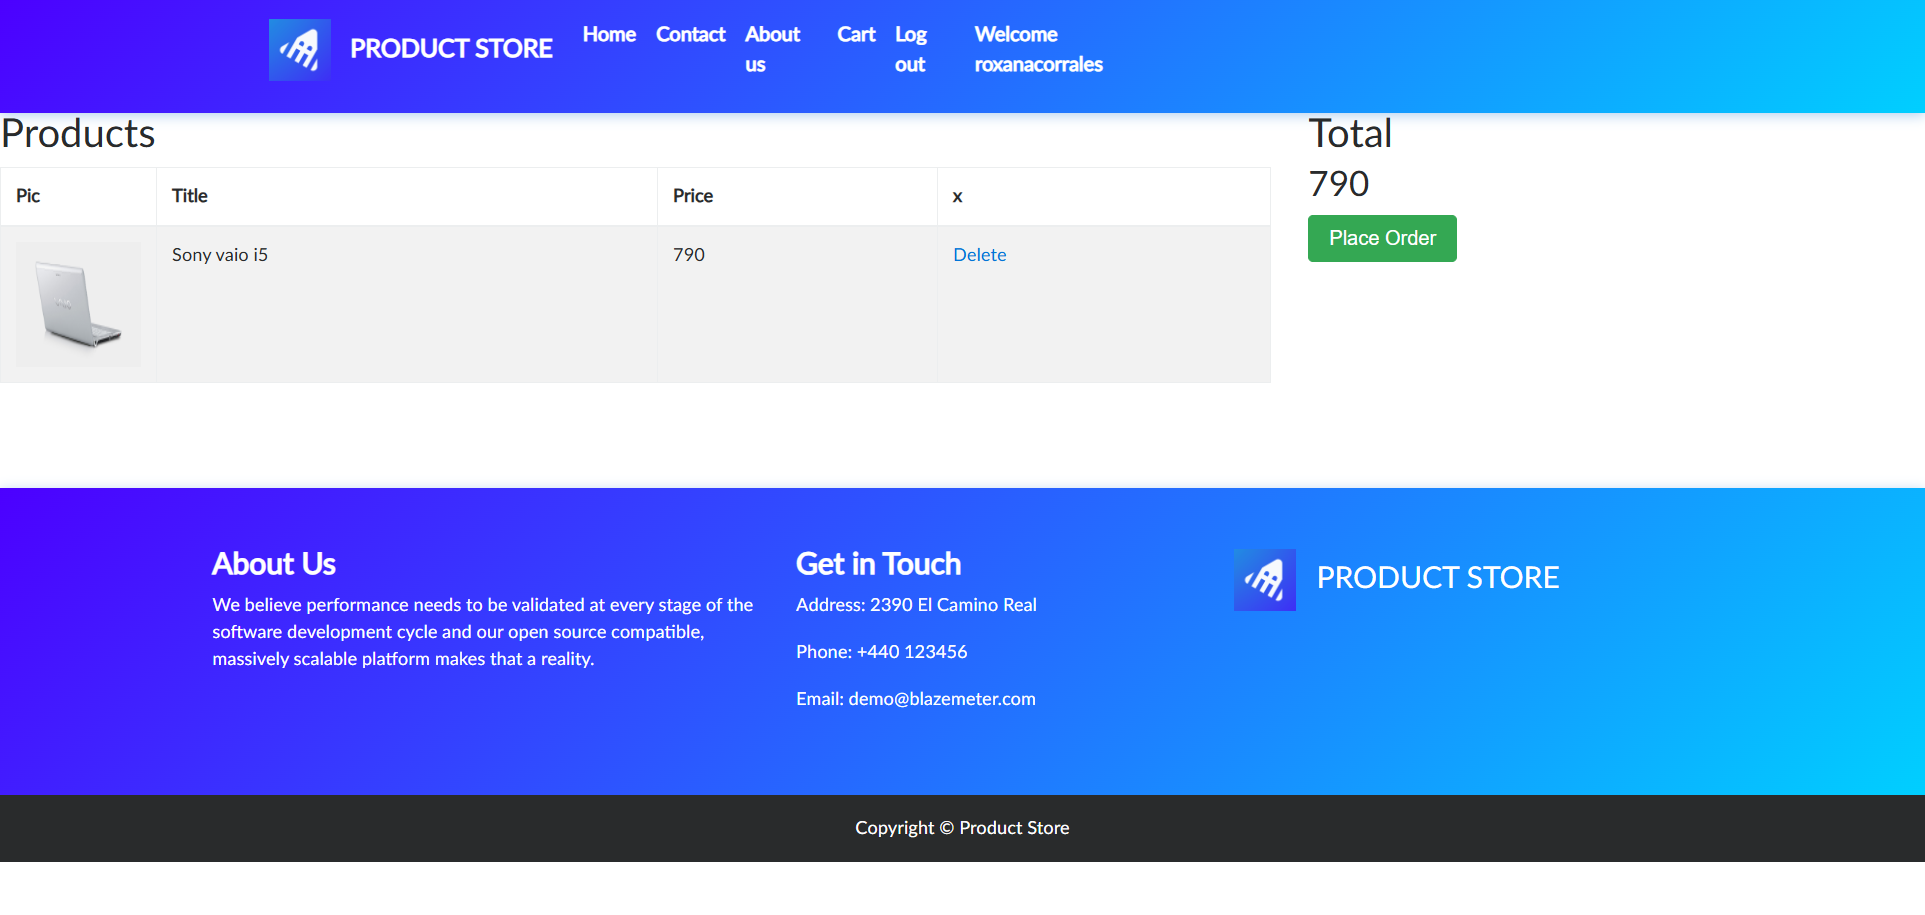 PRODUCT STORE
Home
Contact
About
us
Cart
Log
out
Welcome
roxanacorrales
Products
Pic
Title
Price
x
VAIO
Sony vaio i5
790
Delete
Total
790
Place Order
About Us
We believe performance needs to be validated at every stage of the
software development cycle and our open source compatible,
massively scalable platform makes that a reality.
Get in Touch
Address: 2390 El Camino Real
Phone: +440 123456
Email: demo@blazemeter.com
PRODUCT STORE
Copyright © Product Store